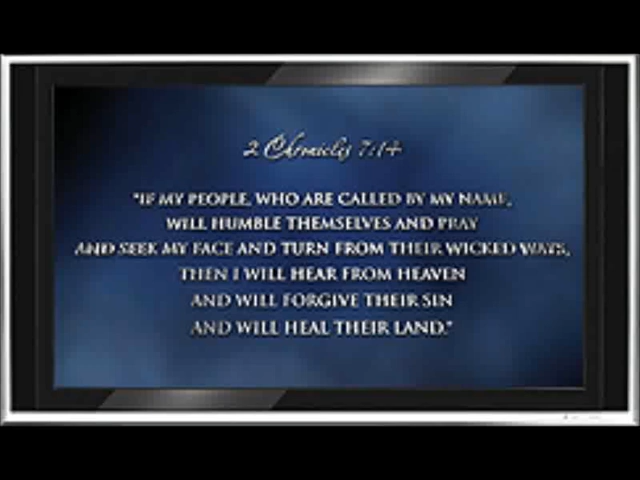 2 Chronicles 7:14
"IF MY PEOPLE, WHO ARE CALLED BY MY NAME,
WILL HUMBLE THEMSELVES AND PRAY
AND SEEK MY FACE AND TURN FROM THEIR WICKED WAYS,
THEN I WILL HEAR FROM HEAVEN
AND WILL FORGIVE THEIR SIN
AND WILL HEAL THEIR LAND."